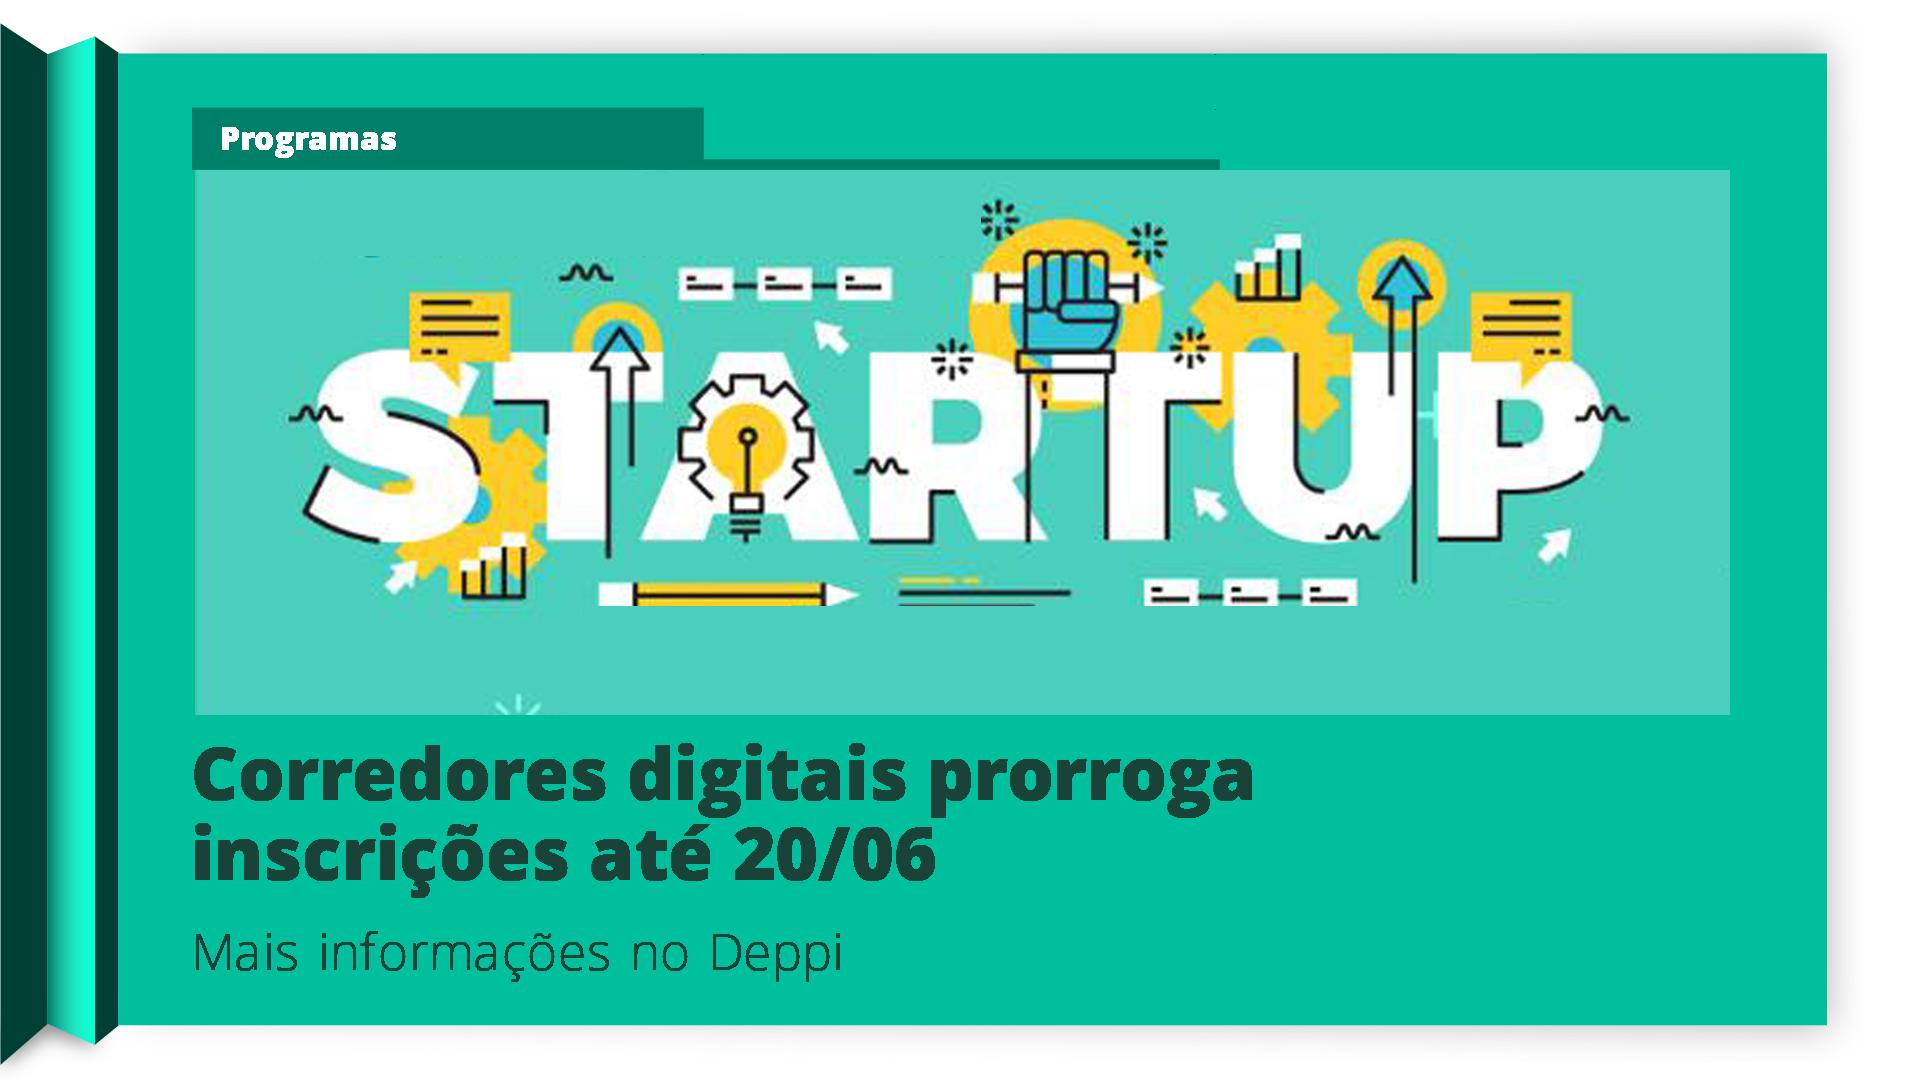 Programas
STARTUP
Corredores digitais prorroga
inscrições até 20/06
Mais informações no Deppi